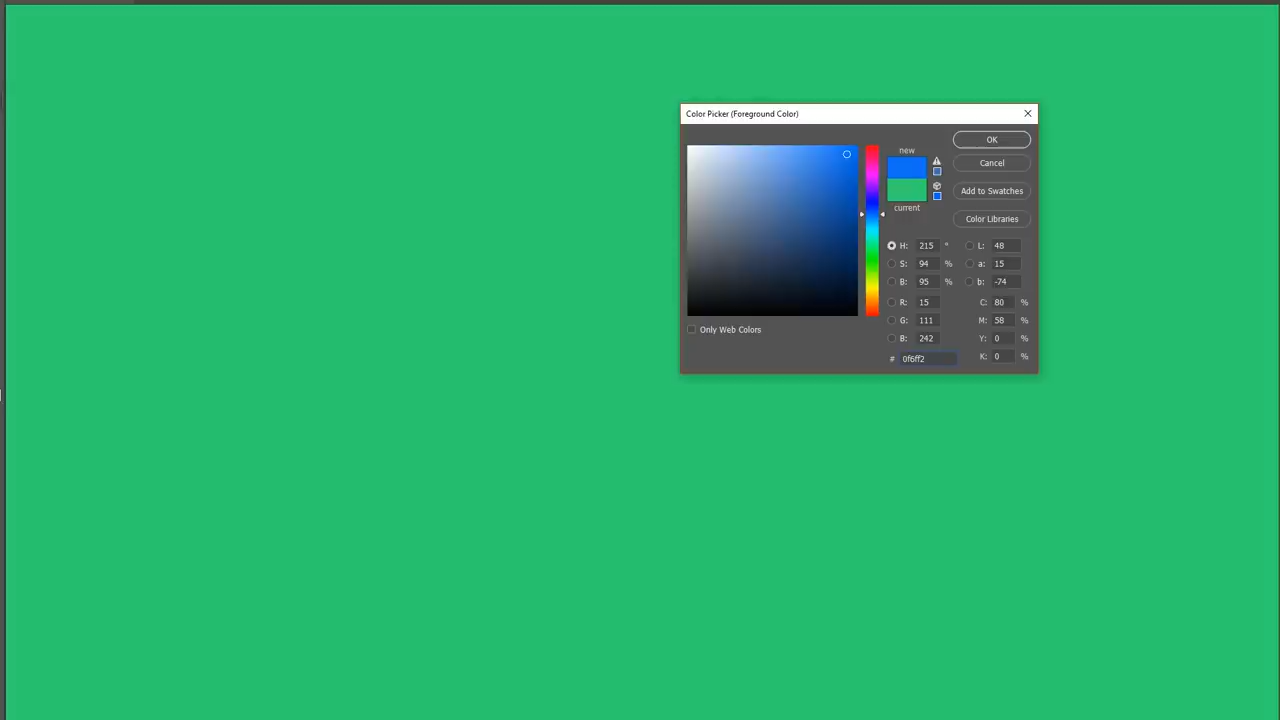 Color Picker (Foreground Color)
OK
new
Cancel
Add to Swatches
current
Color Libraries
H: 215 ° L: 48
S: 94 % a: 15
B: 95 % b: -74
R: 15 C: 80 %
G: 111 M: 58 %
Only Web Colors
B: 242 Y: 0 %
# 0f6ff2 K: 0 %